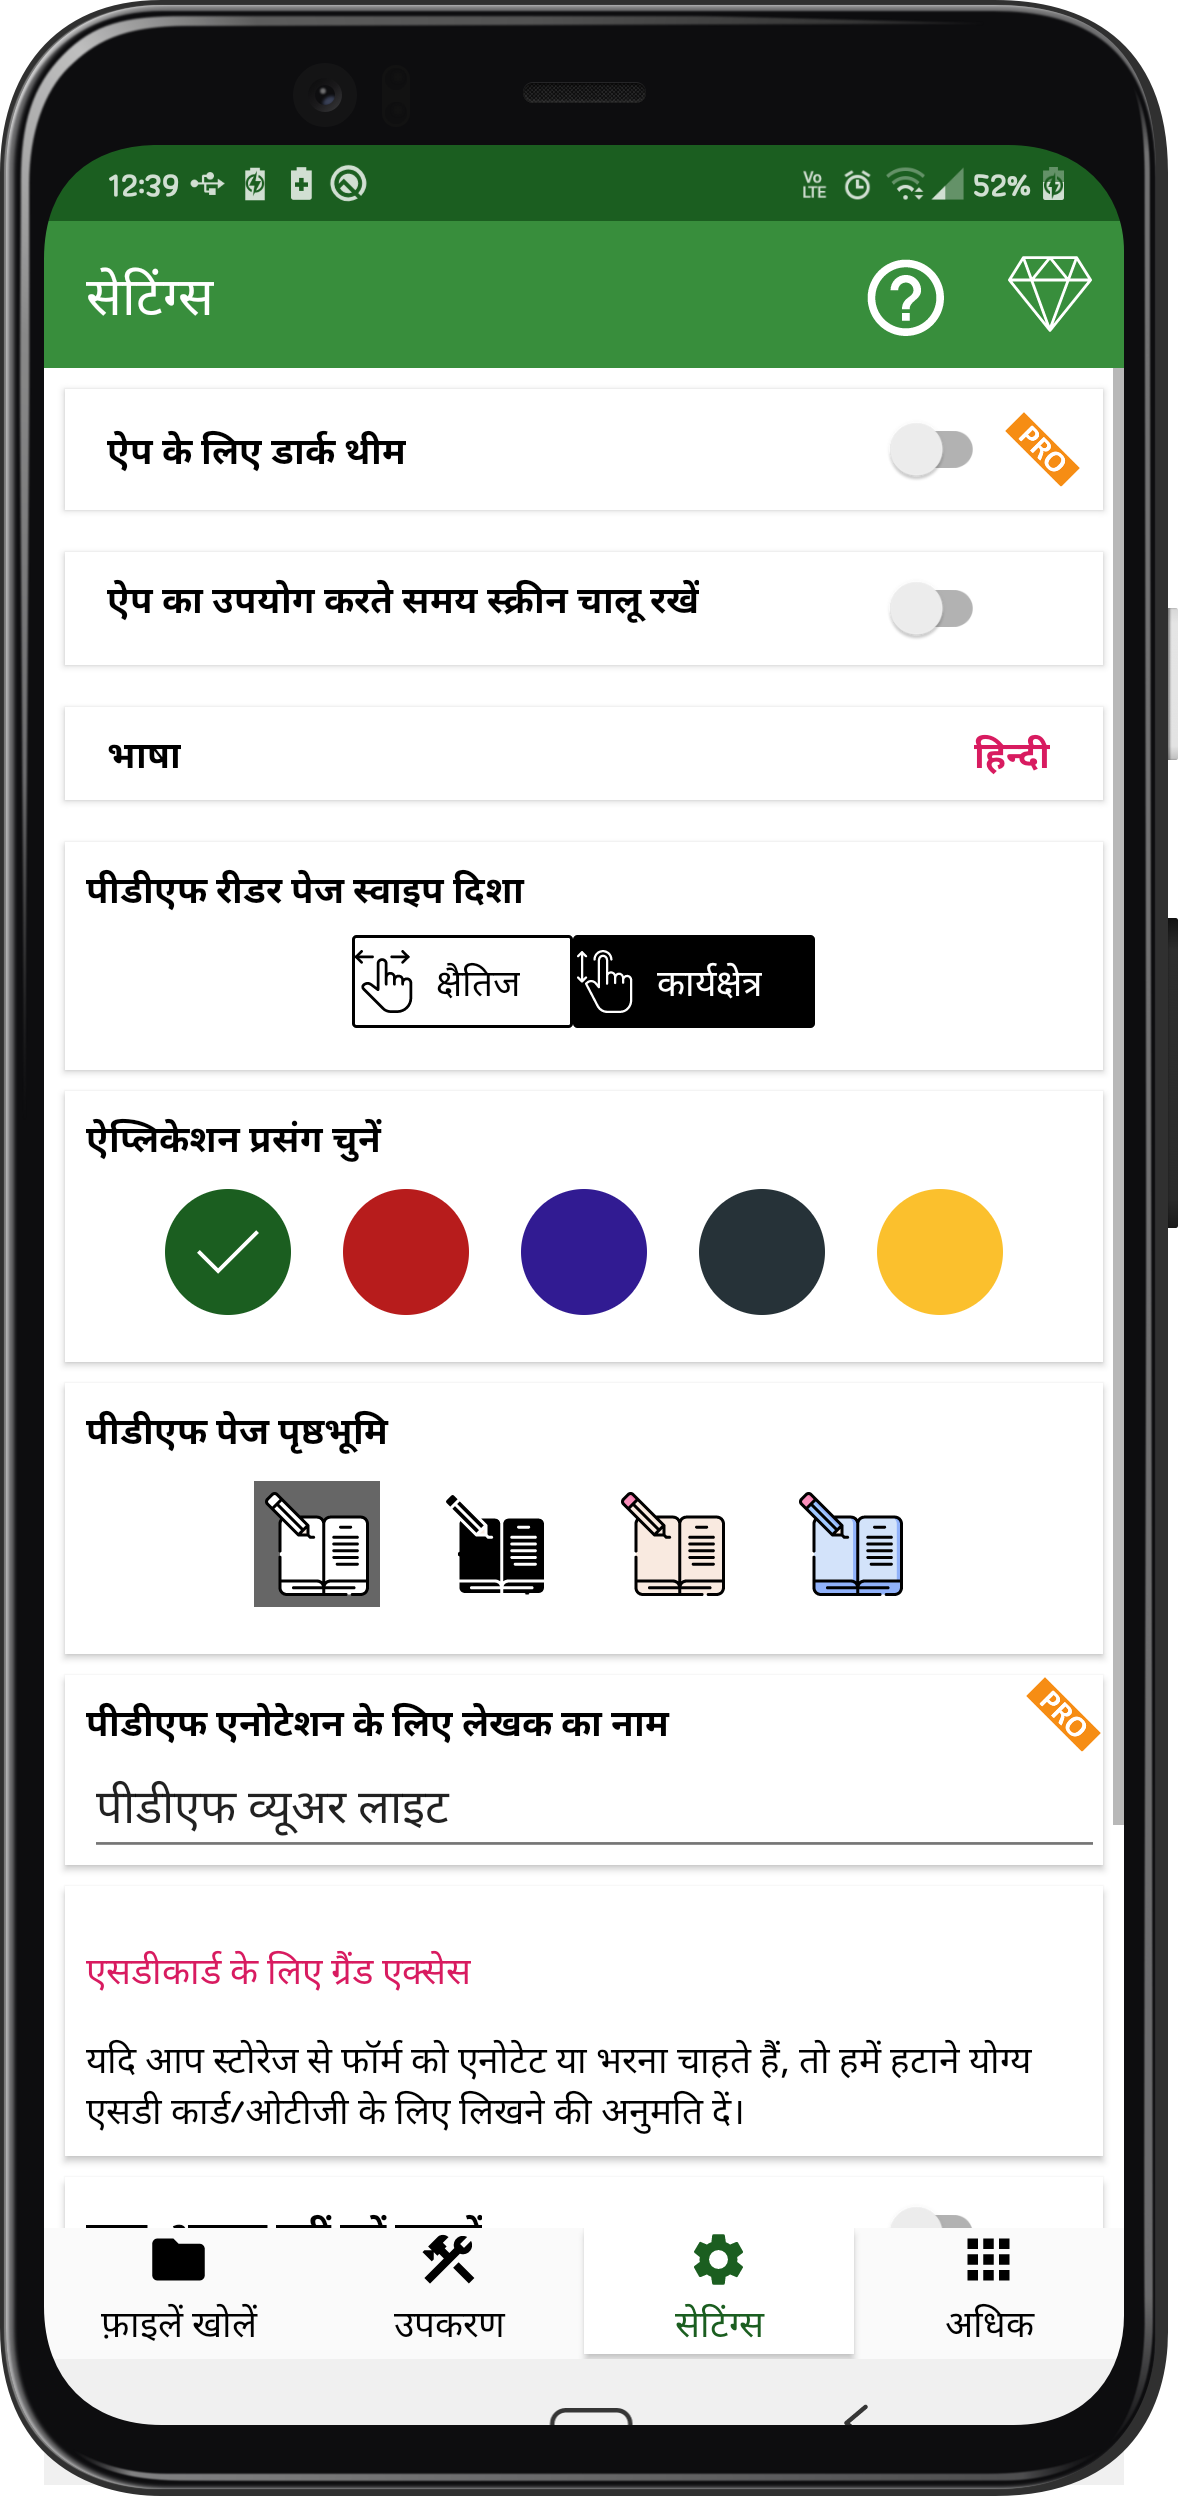 12:39
Vo LTE
52%
सेटिंग्स
ऐप के लिए डार्क थीम
PRO
ऐप का उपयोग करते समय स्क्रीन चालू रखें
भाषा
हिन्दी
पीडीएफ रीडर पेज स्वाइप दिशा
क्षैतिज
कार्यक्षेत्र
ऐप्लिकेशन प्रसंग चुनें
पीडीएफ पेज पृष्ठभूमि
पीडीएफ एनोटेशन के लिए लेखक का नाम
PRO
पीडीएफ व्यूअर लाइट
एसडीकार्ड के लिए ग्रैंड एक्सेस
यदि आप स्टोरेज से फॉर्म को एनोटेट या भरना चाहते हैं, तो हमें हटाने योग्य
एसडी कार्ड/ओटीजी के लिए लिखने की अनुमति दें।
फ़ाइलें खोलें
उपकरण
सेटिंग्स
अधिक